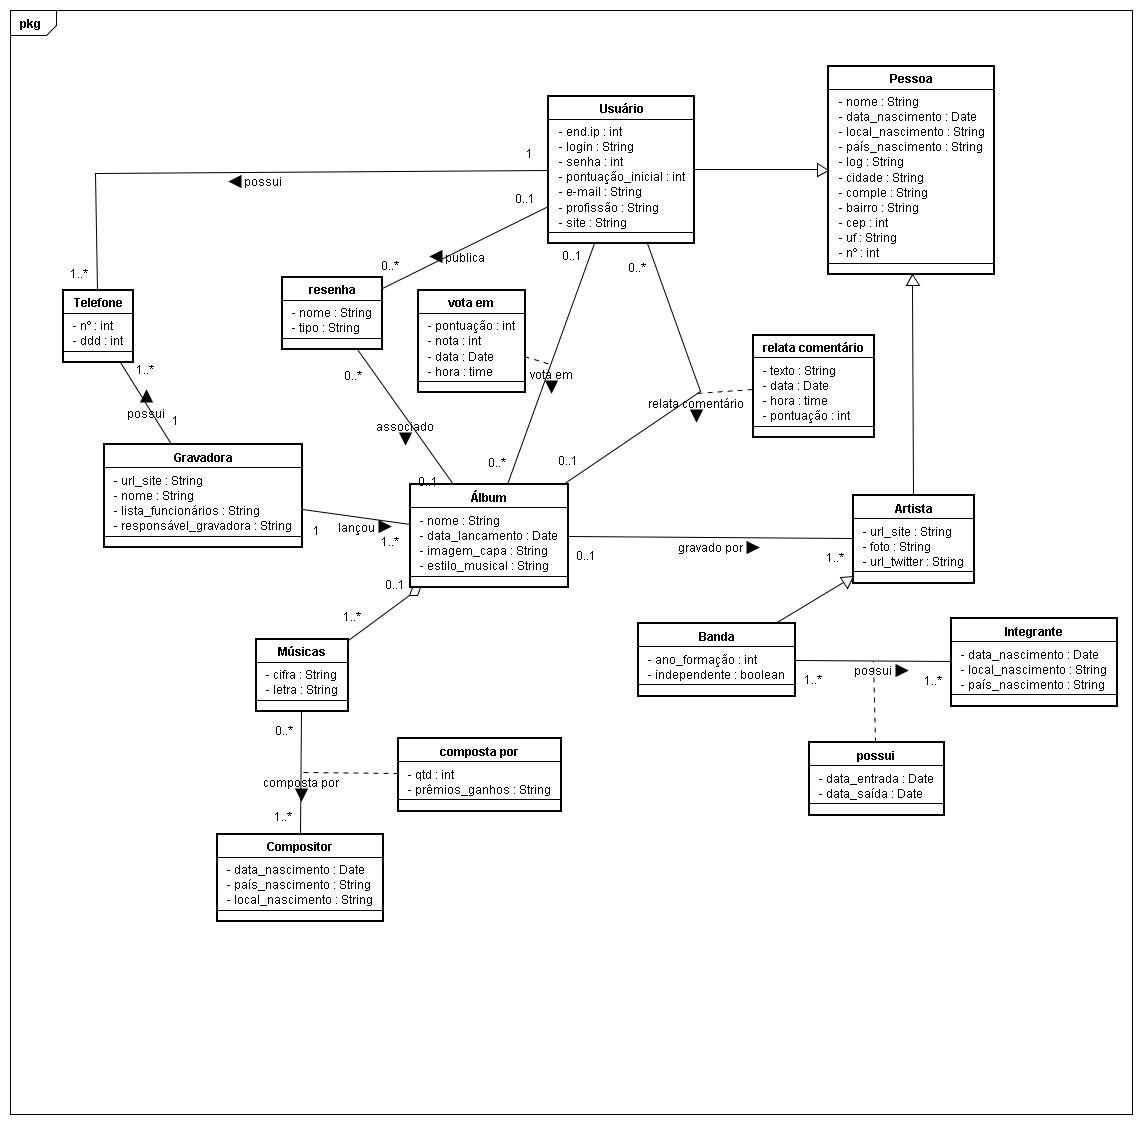 pkg
Pessoa
- nome : String
- data_nascimento : Date
- local_nascimento : String
- país_nascimento : String
- log : String
- cidade : String
- comple : String
- bairro : String
- cep : int
- uf : String
- nº : int
Usuário
- end.ip : int
- login : String
- senha : int
- pontuação_inicial : int
- e-mail : String
- profissão : String
- site : String
1
possui
1..*
0..1
publica
0..*
0..1
0..*
Telefone
- nº : int
- ddd : int
resenha
- nome : String
- tipo : String
vota em
- pontuação : int
- nota : int
- data : Date
- hora : time
vota em
relata comentário
- texto : String
- data : Date
- hora : time
- pontuação : int
relata comentário
1..*
possui
1
0..*
associado
0..1
0..*
0..1
Gravadora
- url_site : String
- nome : String
- lista_funcionários : String
- responsável_gravadora : String
1
lançou
1..*
Álbum
- nome : String
- data_lancamento : Date
- imagem_capa : String
- estilo_musical : String
0..1
gravado por
1..*
Artista
- url_site : String
- foto : String
- url_twitter : String
0..1
1..*
Músicas
- cifra : String
- letra : String
Banda
- ano_formação : int
- independente : boolean
1..*
possui
1..*
Integrante
- data_nascimento : Date
- local_nascimento : String
- país_nascimento : String
possui
- data_entrada : Date
- data_saída : Date
0..*
composta por
1..*
composta por
- qtd : int
- prêmios_ganhos : String
Compositor
- data_nascimento : Date
- país_nascimento : String
- local_nascimento : String